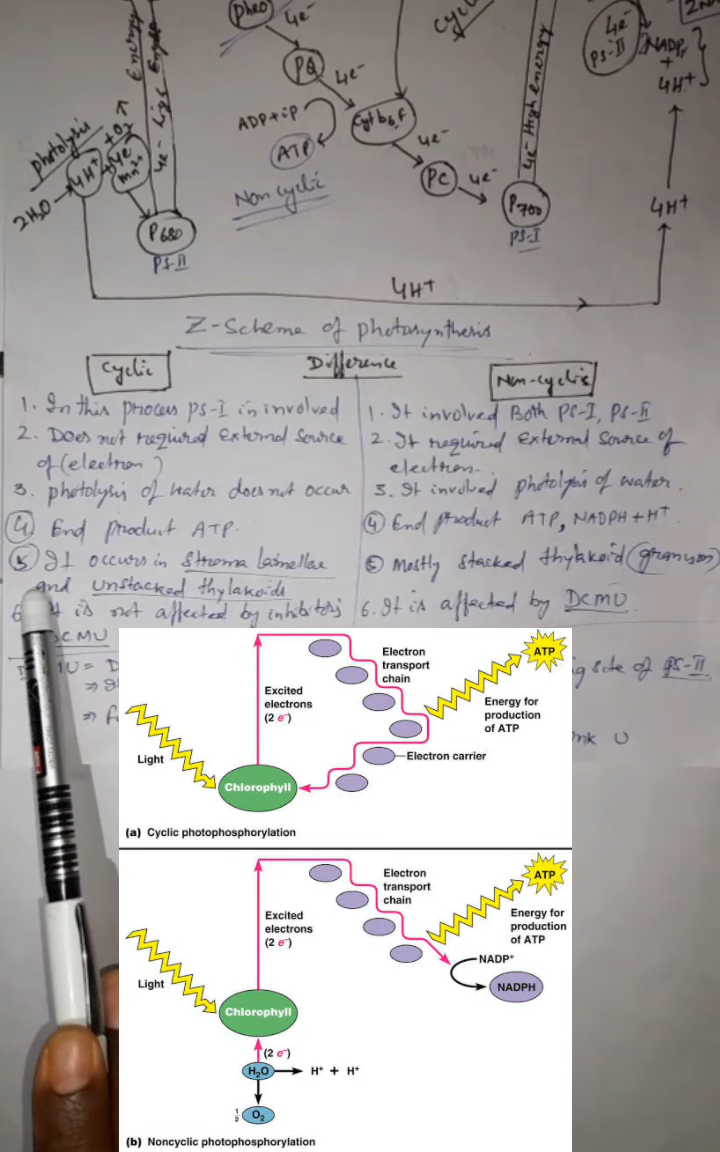 Pheo
4e⁻
PQ
4e⁻
ADP+iP
ATP
Non cyclic
Cytb₆f
4e⁻
PC
4e⁻
P700
PS-I
4e⁻ High energy
4e⁻
PS-II
NADP
+
4H⁺
4H⁺
photolysis
+O₂↑
2H₂O
4H⁺
+
4e⁻
Mn²⁺
Energy
P680
PS-II
4H⁺
Z-Scheme of photosynthesis
Difference
Cyclic
1. In this process PS-I in involved
2. Does not required External Source
of (electron)
3. photolysis of water does not occur
4 End product ATP.
5 It occurs in Stroma lamellae
and unstacked thylakoids
6 It is not affected by inhibitors
DCMU
Non-cyclic
1. It involved Both PS-I, PS-II
2. It required External Source of
electron.
3. It involved photolysis of water.
4 End product ATP, NADPH+H⁺
5 Mostly stacked thylakoid (granum)
6. It is affected by DCMU
g site of PS-II
Light
Excited
electrons
(2 e⁻)
Chlorophyll
Electron
transport
chain
ATP
Energy for
production
of ATP
Electron carrier
(a) Cyclic photophosphorylation
Light
Excited
electrons
(2 e⁻)
Chlorophyll
Electron
transport
chain
ATP
Energy for
production
of ATP
NADP⁺
NADPH
(2 e⁻)
H₂O
H⁺ + H⁺
½ O₂
(b) Noncyclic photophosphorylation